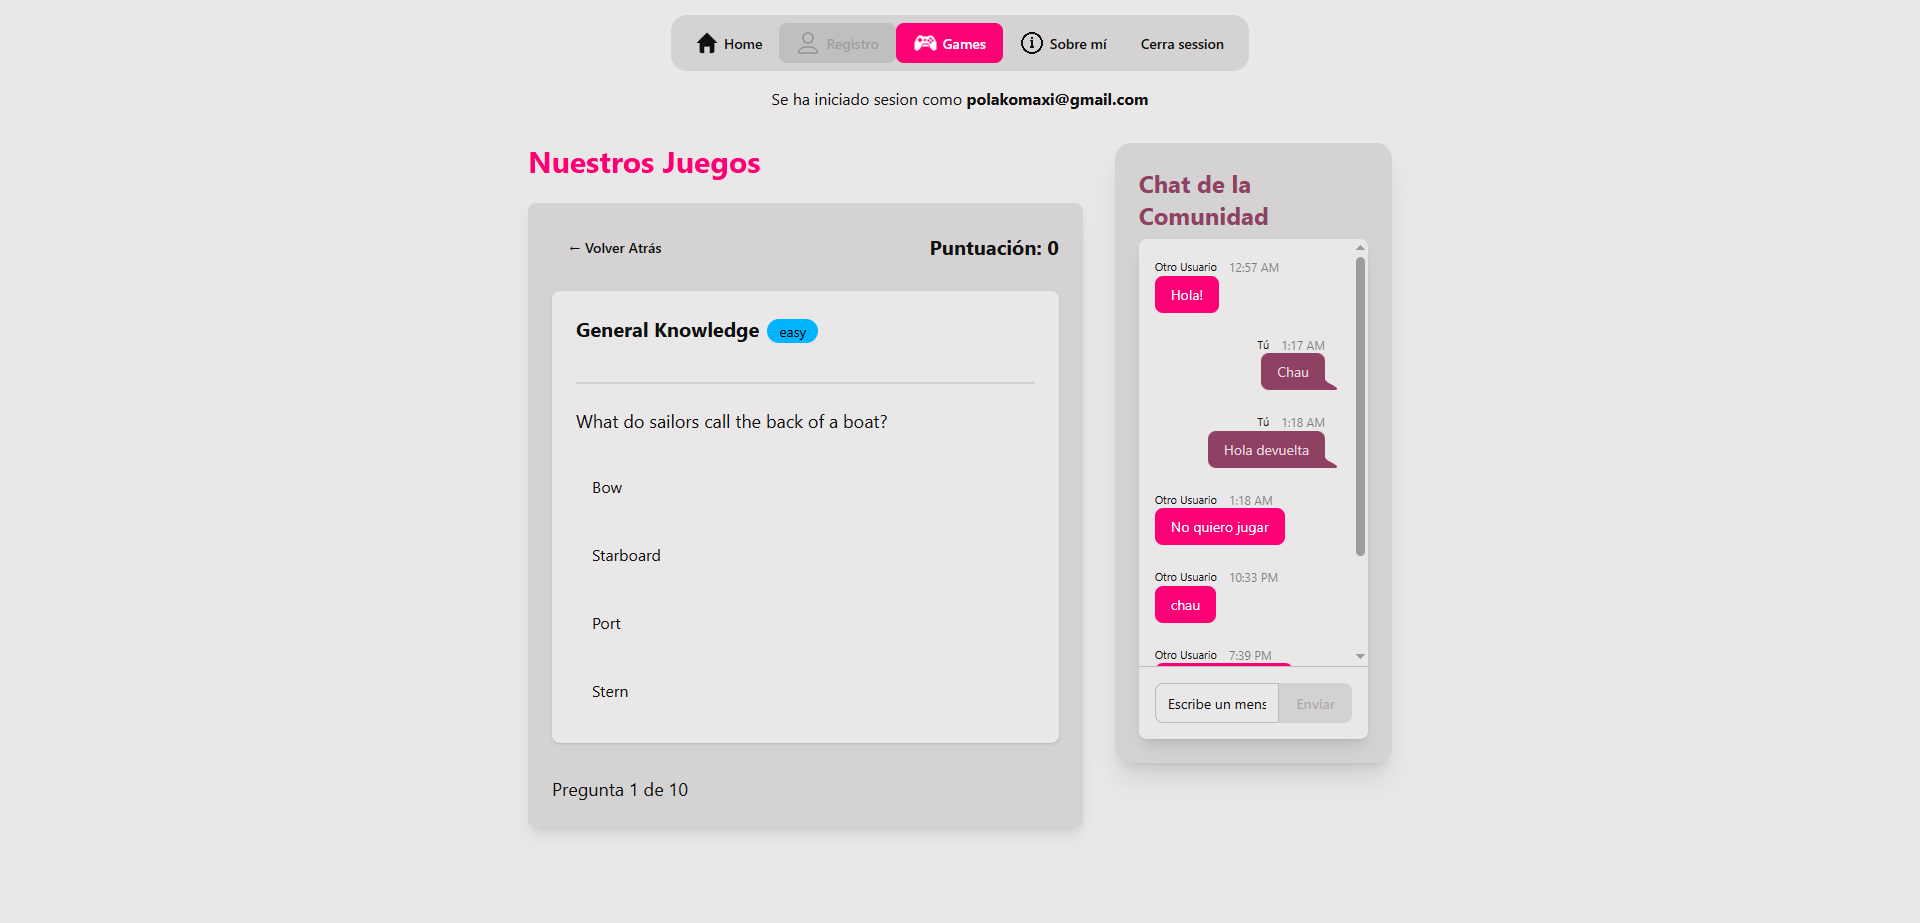 Home Registro Games Sobre mí Cerra session
Se ha iniciado sesion como polakomaxi@gmail.com
Nuestros Juegos
← Volver Atrás
Puntuación: 0
General Knowledge easy
What do sailors call the back of a boat?
Bow
Starboard
Port
Stern
Pregunta 1 de 10
Chat de la
Comunidad
Otro Usuario 12:57 AM
Hola!
Tú 1:17 AM
Chau
Tú 1:18 AM
Hola devuelta
Otro Usuario 1:18 AM
No quiero jugar
Otro Usuario 10:33 PM
chau
Otro Usuario 7:39 PM
Escribe un mens
Enviar